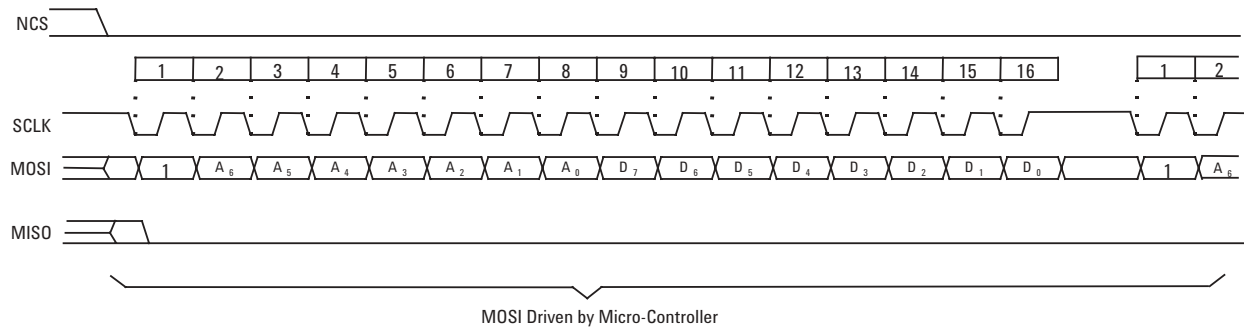 NCS
1 2 3 4 5 6 7 8 9 10 11 12 13 14 15 16 1 2
SCLK
MOSI 1 A6 A5 A4 A3 A2 A1 A0 D7 D6 D5 D4 D3 D2 D1 D0 1 A6
MISO
MOSI Driven by Micro-Controller